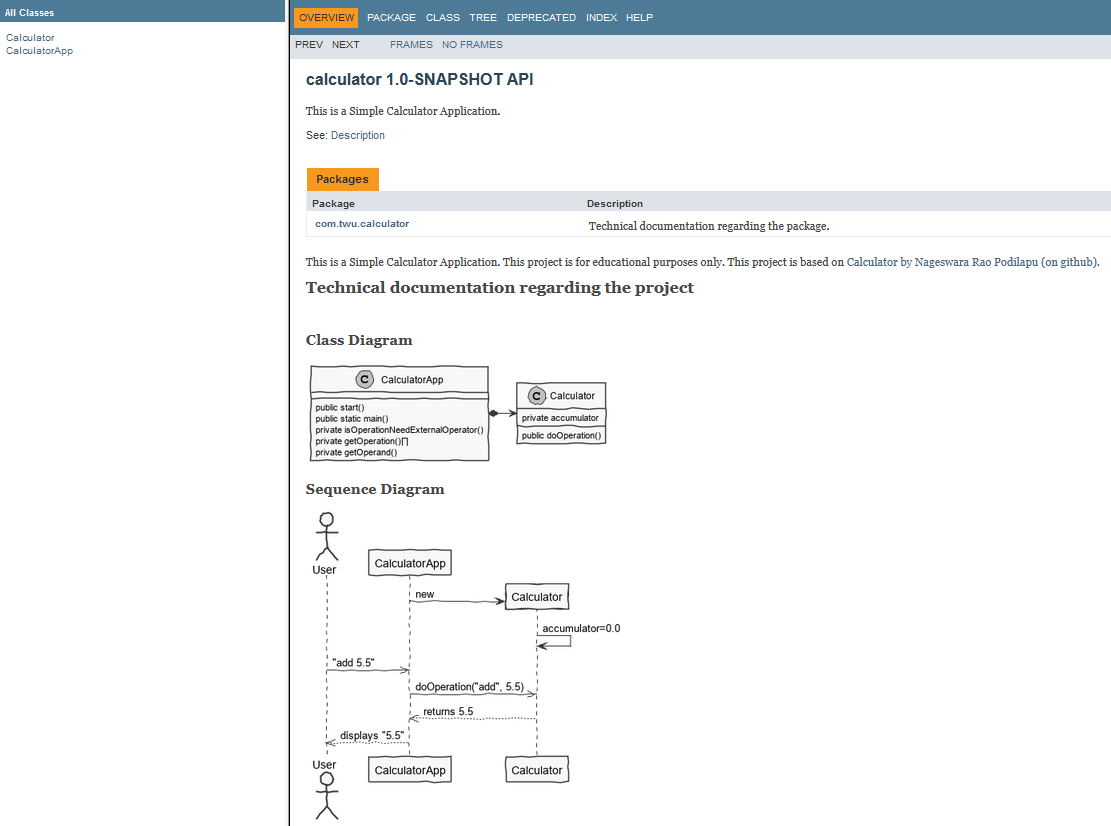 All Classes
Calculator
CalculatorApp
OVERVIEW PACKAGE CLASS TREE DEPRECATED INDEX HELP
PREV NEXT FRAMES NO FRAMES
calculator 1.0-SNAPSHOT API
This is a Simple Calculator Application.
See: Description
Packages
Package Description
com.twu.calculator Technical documentation regarding the package.
This is a Simple Calculator Application. This project is for educational purposes only. This project is based on Calculator by Nageswara Rao Podilapu (on github).
Technical documentation regarding the project
Class Diagram
C CalculatorApp
public start()
public static main()
private isOperationNeedExternalOperator()
private getOperation()[]
private getOperand()
C Calculator
private accumulator
public doOperation()
Sequence Diagram
User
CalculatorApp
new
Calculator
accumulator=0.0
"add 5.5"
doOperation("add", 5.5)
returns 5.5
displays "5.5"
User
CalculatorApp
Calculator